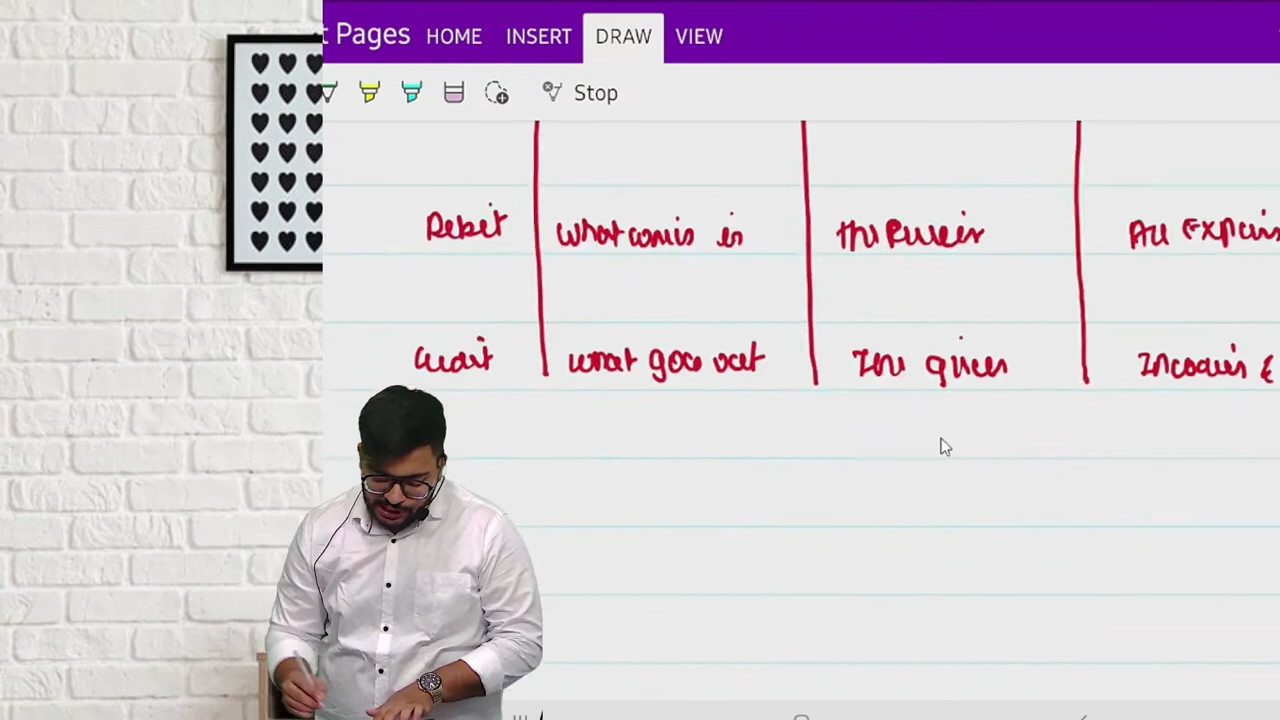 t Pages HOME INSERT DRAW VIEW
Stop
Debit What comes in The Receiver All Expens
Credit What goes out The giver Incomes &